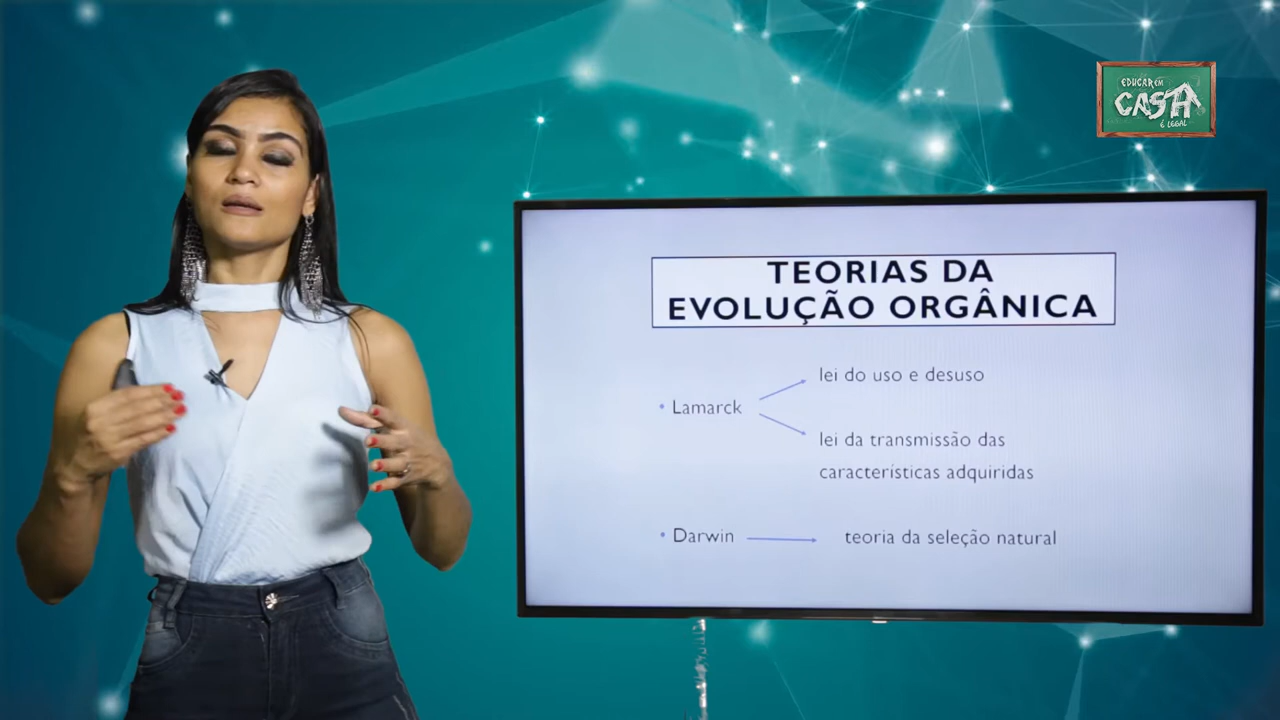 EDUCAR EM
CASA
É LEGAL
TEORIAS DA
EVOLUÇÃO ORGÂNICA
• Lamarck
lei do uso e desuso
lei da transmissão das
características adquiridas
• Darwin
teoria da seleção natural